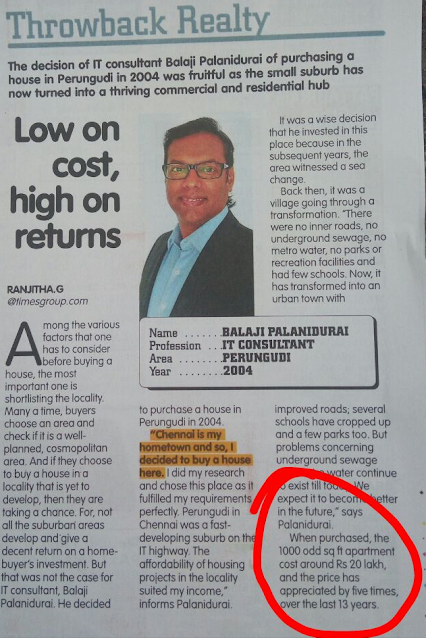 Throwback Realty
The decision of IT consultant Balaji Palanidurai of purchasing a
house in Perungudi in 2004 was fruitful as the small suburb has
now turned into a thriving commercial and residential hub
Low on
cost,
high on
returns
RANJITHA.G
@timesgroup.com
Among the various
factors that one
has to consider
before buying a
house, the most
important one is
shortlisting the locality.
Many a time, buyers
choose an area and
check if it is a well-
planned, cosmopolitan
area. And if they choose
to buy a house in a
locality that is yet to
develop, then they are
taking a chance. For, not
all the suburban areas
develop and give a
decent return on a home-
buyer's investment. But
that was not the case for
IT consultant, Balaji
Palanidurai. He decided
Name .......BALAJI PALANIDURAI
Profession ...IT CONSULTANT
Area ........PERUNGUDI
Year ........2004
to purchase a house in
Perungudi in 2004.
"Chennai is my
hometown and so, I
decided to buy a house
here. I did my research
and chose this place as it
fulfilled my requirements
perfectly. Perungudi in
Chennai was a fast-
developing suburb on the
IT highway. The
affordability of housing
projects in the locality
suited my income,"
informs Palanidurai.
It was a wise decision
that he invested in this
place because in the
subsequent years, the
area witnessed a sea
change.
Back then, it was a
village going through a
transformation. "There
were no inner roads, no
underground sewage, no
metro water, no parks or
recreation facilities and
had few schools. Now, it
has transformed into an
urban town with
improved roads; several
schools have cropped up
and a few parks too. But
problems concerning
underground sewage
water continue
to exist till today. We
expect it to become better
in the future," says
Palanidurai.
When purchased, the
1000 odd sq ft apartment
cost around Rs 20 lakh,
and the price has
appreciated by five times,
over the last 13 years.